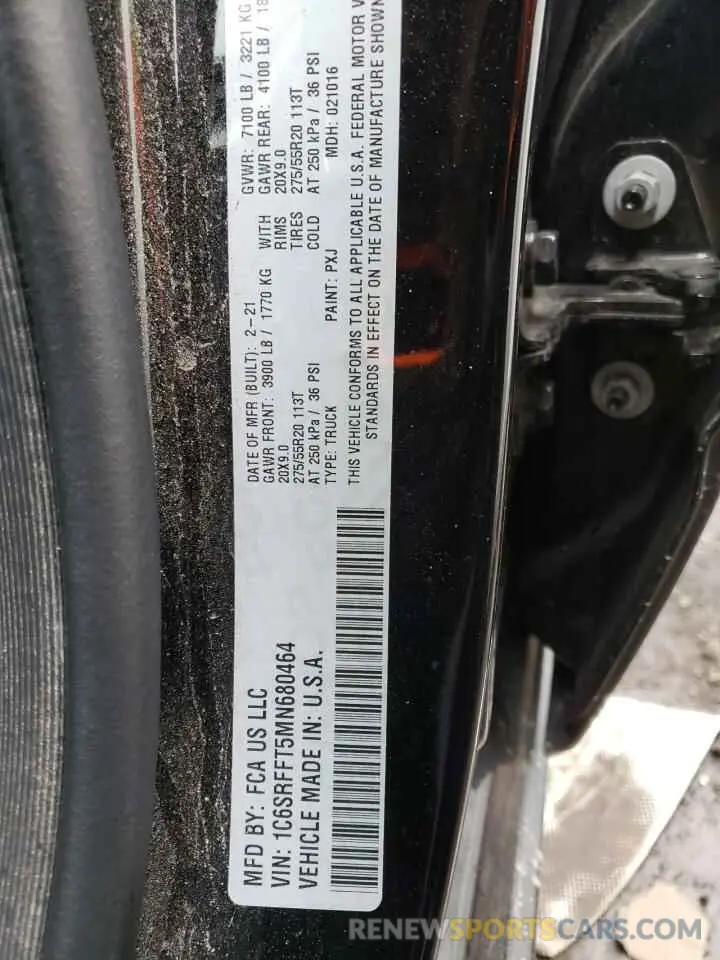 MFD BY: FCA US LLC
VIN: 1C6SRFFT5MN680464
VEHICLE MADE IN: U.S.A.
DATE OF MFR (BUILT): 2-21
GVWR: 7100 LB / 3221 KG
GAWR FRONT: 3900 LB / 1770 KG WITH GAWR REAR: 4100 LB /
20X9.0 RIMS 20X9.0
275/55R20 113T TIRES 275/55R20 113T
AT 250 kPa / 36 PSI COLD AT 250 kPa / 36 PSI
TYPE: TRUCK PAINT: PXJ MDH: 021016
THIS VEHICLE CONFORMS TO ALL APPLICABLE U.S.A. FEDERAL MOTOR
STANDARDS IN EFFECT ON THE DATE OF MANUFACTURE SHOWN
RENEWSPORTSCARS.COM